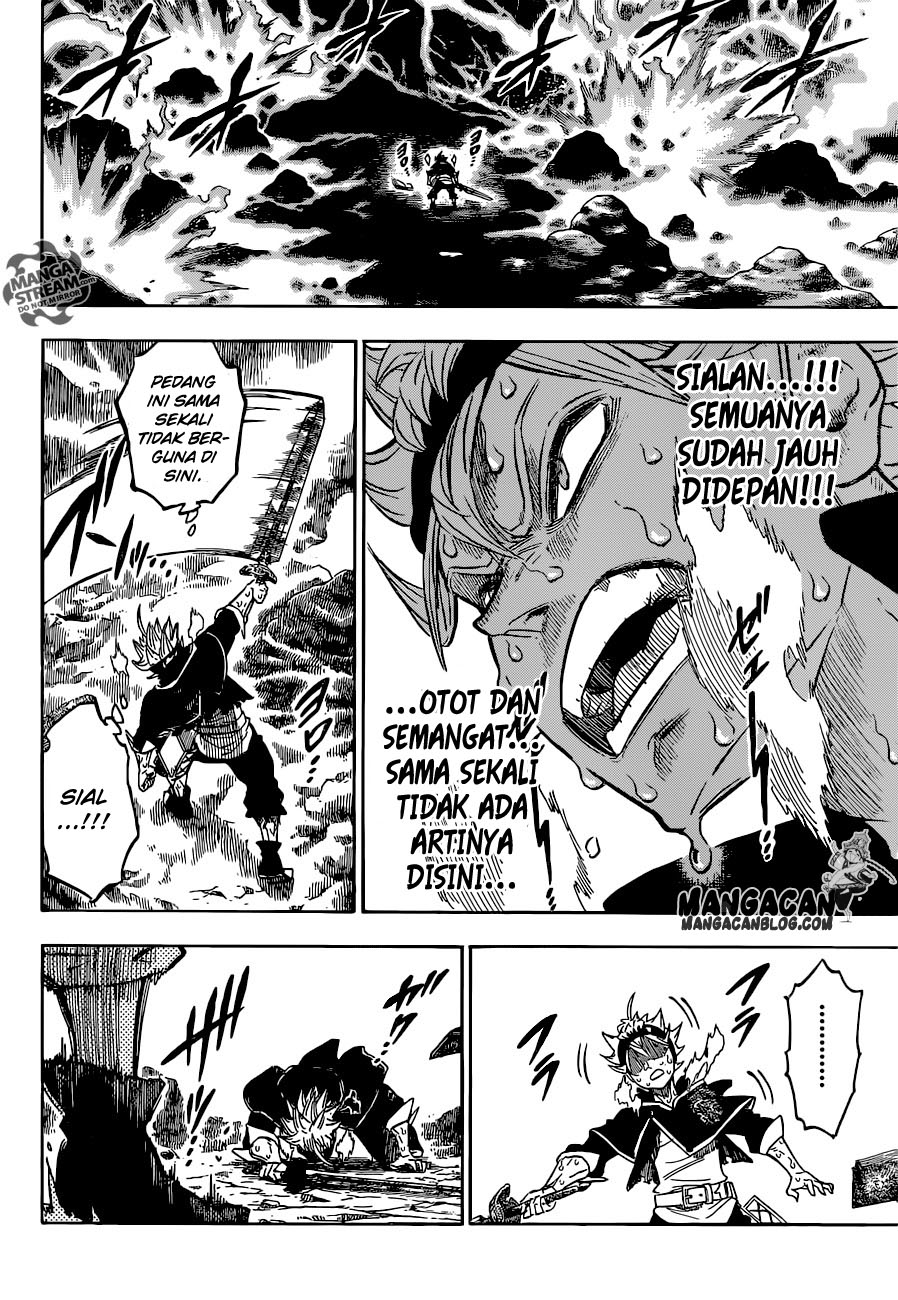 MANGA
STREAM.com
DO NOT MIRROR
SIALAN...!!!
SEMUANYA
SUDAH JAUH
DIDEPAN!!!
...OTOT DAN
SEMANGAT...
SAMA SEKALI
TIDAK ADA
ARTINYA
DISINI...
PEDANG
INI SAMA
SEKALI
TIDAK BER-
GUNA DI
SINI.
SIAL
...!!!
MANGACAN
MANGACANBLOG.COM
.........